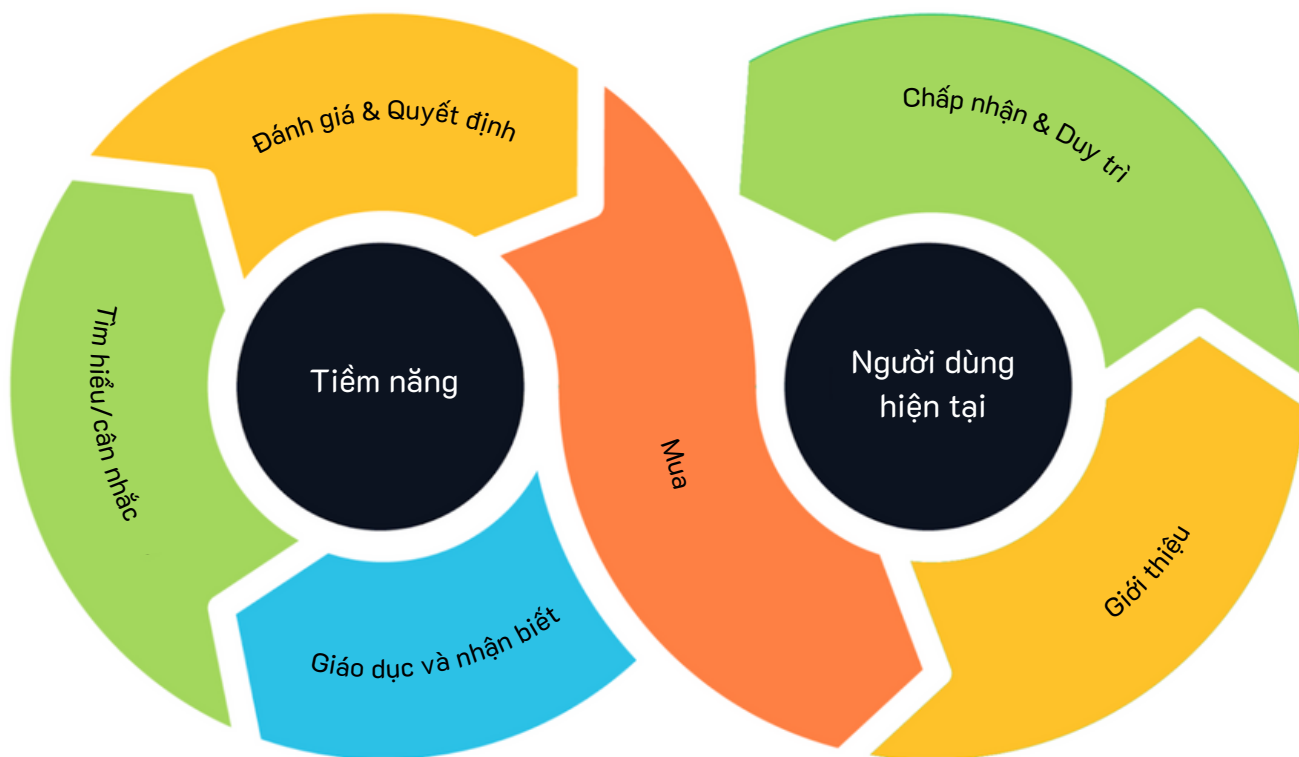 Đánh giá & Quyết định
Chấp nhận & Duy trì
Tìm hiểu/cân nhắc
Tiềm năng
Người dùng
hiện tại
Mua
Giáo dục và nhận biết
Giới thiệu